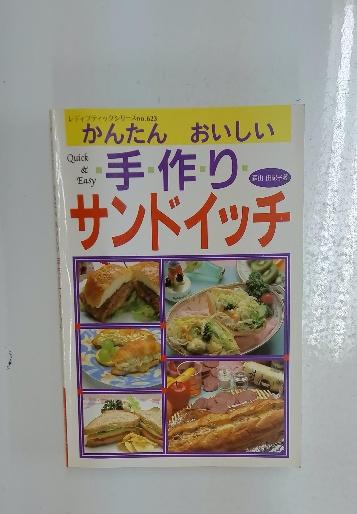 レディブティックシリーズno.623
かんたん おいしい
Quick
&
Easy
手・作・り・
サンドイッチ